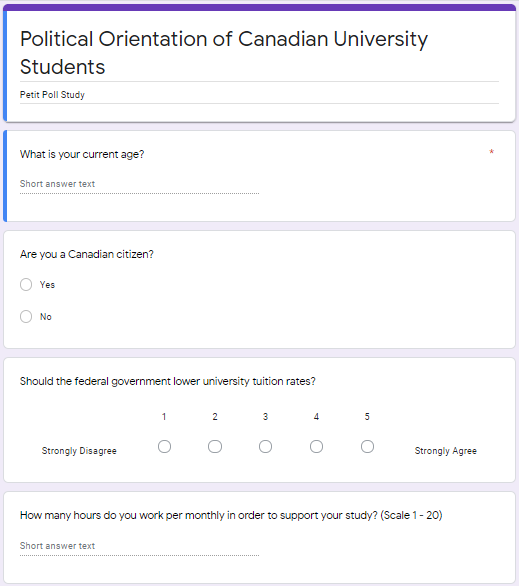 Political Orientation of Canadian University
Students
Petit Poll Study
What is your current age? *
Short answer text
Are you a Canadian citizen?
Yes
No
Should the federal government lower university tuition rates?
1 2 3 4 5
Strongly Disagree Strongly Agree
How many hours do you work per monthly in order to support your study? (Scale 1 - 20)
Short answer text